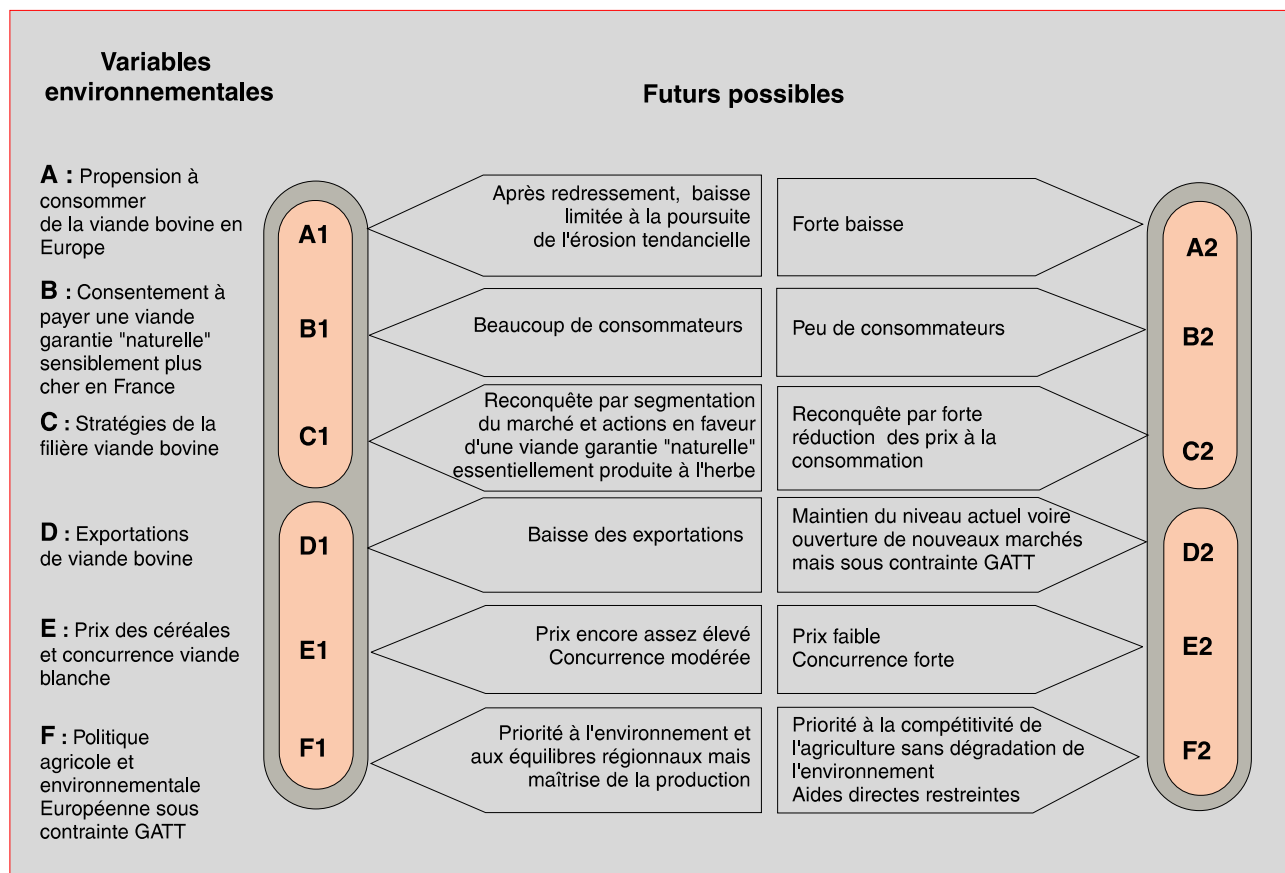 Variables
environnementales
Futurs possibles
A : Propension à
consommer
de la viande bovine en
Europe
A1
Après redressement, baisse
limitée à la poursuite
de l'érosion tendancielle
Forte baisse
A2
B : Consentement à
payer une viande
garantie "naturelle"
sensiblement plus
cher en France
B1
Beaucoup de consommateurs
Peu de consommateurs
B2
C : Stratégies de la
filière viande bovine
C1
Reconquête par segmentation
du marché et actions en faveur
d'une viande garantie "naturelle"
essentiellement produite à l'herbe
Reconquête par forte
réduction des prix à la
consommation
C2
D : Exportations
de viande bovine
D1
Baisse des exportations
Maintien du niveau actuel voire
ouverture de nouveaux marchés
mais sous contrainte GATT
D2
E : Prix des céréales
et concurrence viande
blanche
E1
Prix encore assez élevé
Concurrence modérée
Prix faible
Concurrence forte
E2
F : Politique
agricole et
environnementale
Européenne sous
contrainte GATT
F1
Priorité à l'environnement et
aux équilibres régionnaux mais
maîtrise de la production
Priorité à la compétitivité de
l'agriculture sans dégradation de
l'environnement
Aides directes restreintes
F2